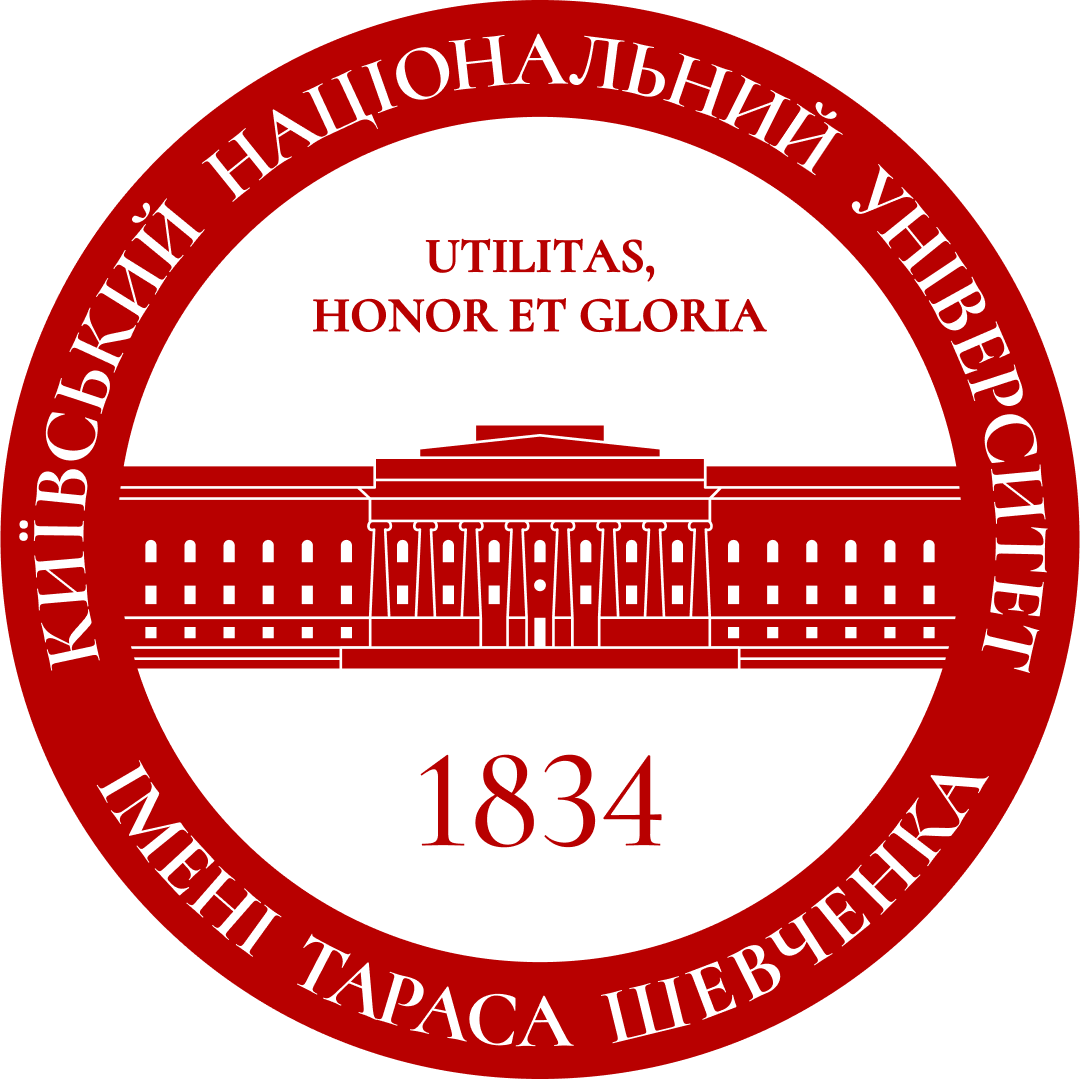 КИЇВСЬКИЙ НАЦІОНАЛЬНИЙ УНІВЕРСИТЕТ
UTILITAS,
HONOR ET GLORIA
1834
ІМЕНІ ТАРАСА ШЕВЧЕНКА